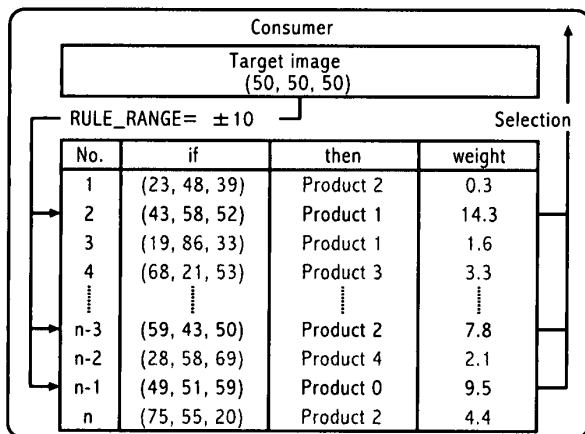 Consumer
Target image
(50, 50, 50)
RULE_RANGE= ±10
Selection
No. if then weight
1 (23, 48, 39) Product 2 0.3
2 (43, 58, 52) Product 1 14.3
3 (19, 86, 33) Product 1 1.6
4 (68, 21, 53) Product 3 3.3
n-3 (59, 43, 50) Product 2 7.8
n-2 (28, 58, 69) Product 4 2.1
n-1 (49, 51, 59) Product 0 9.5
n (75, 55, 20) Product 2 4.4